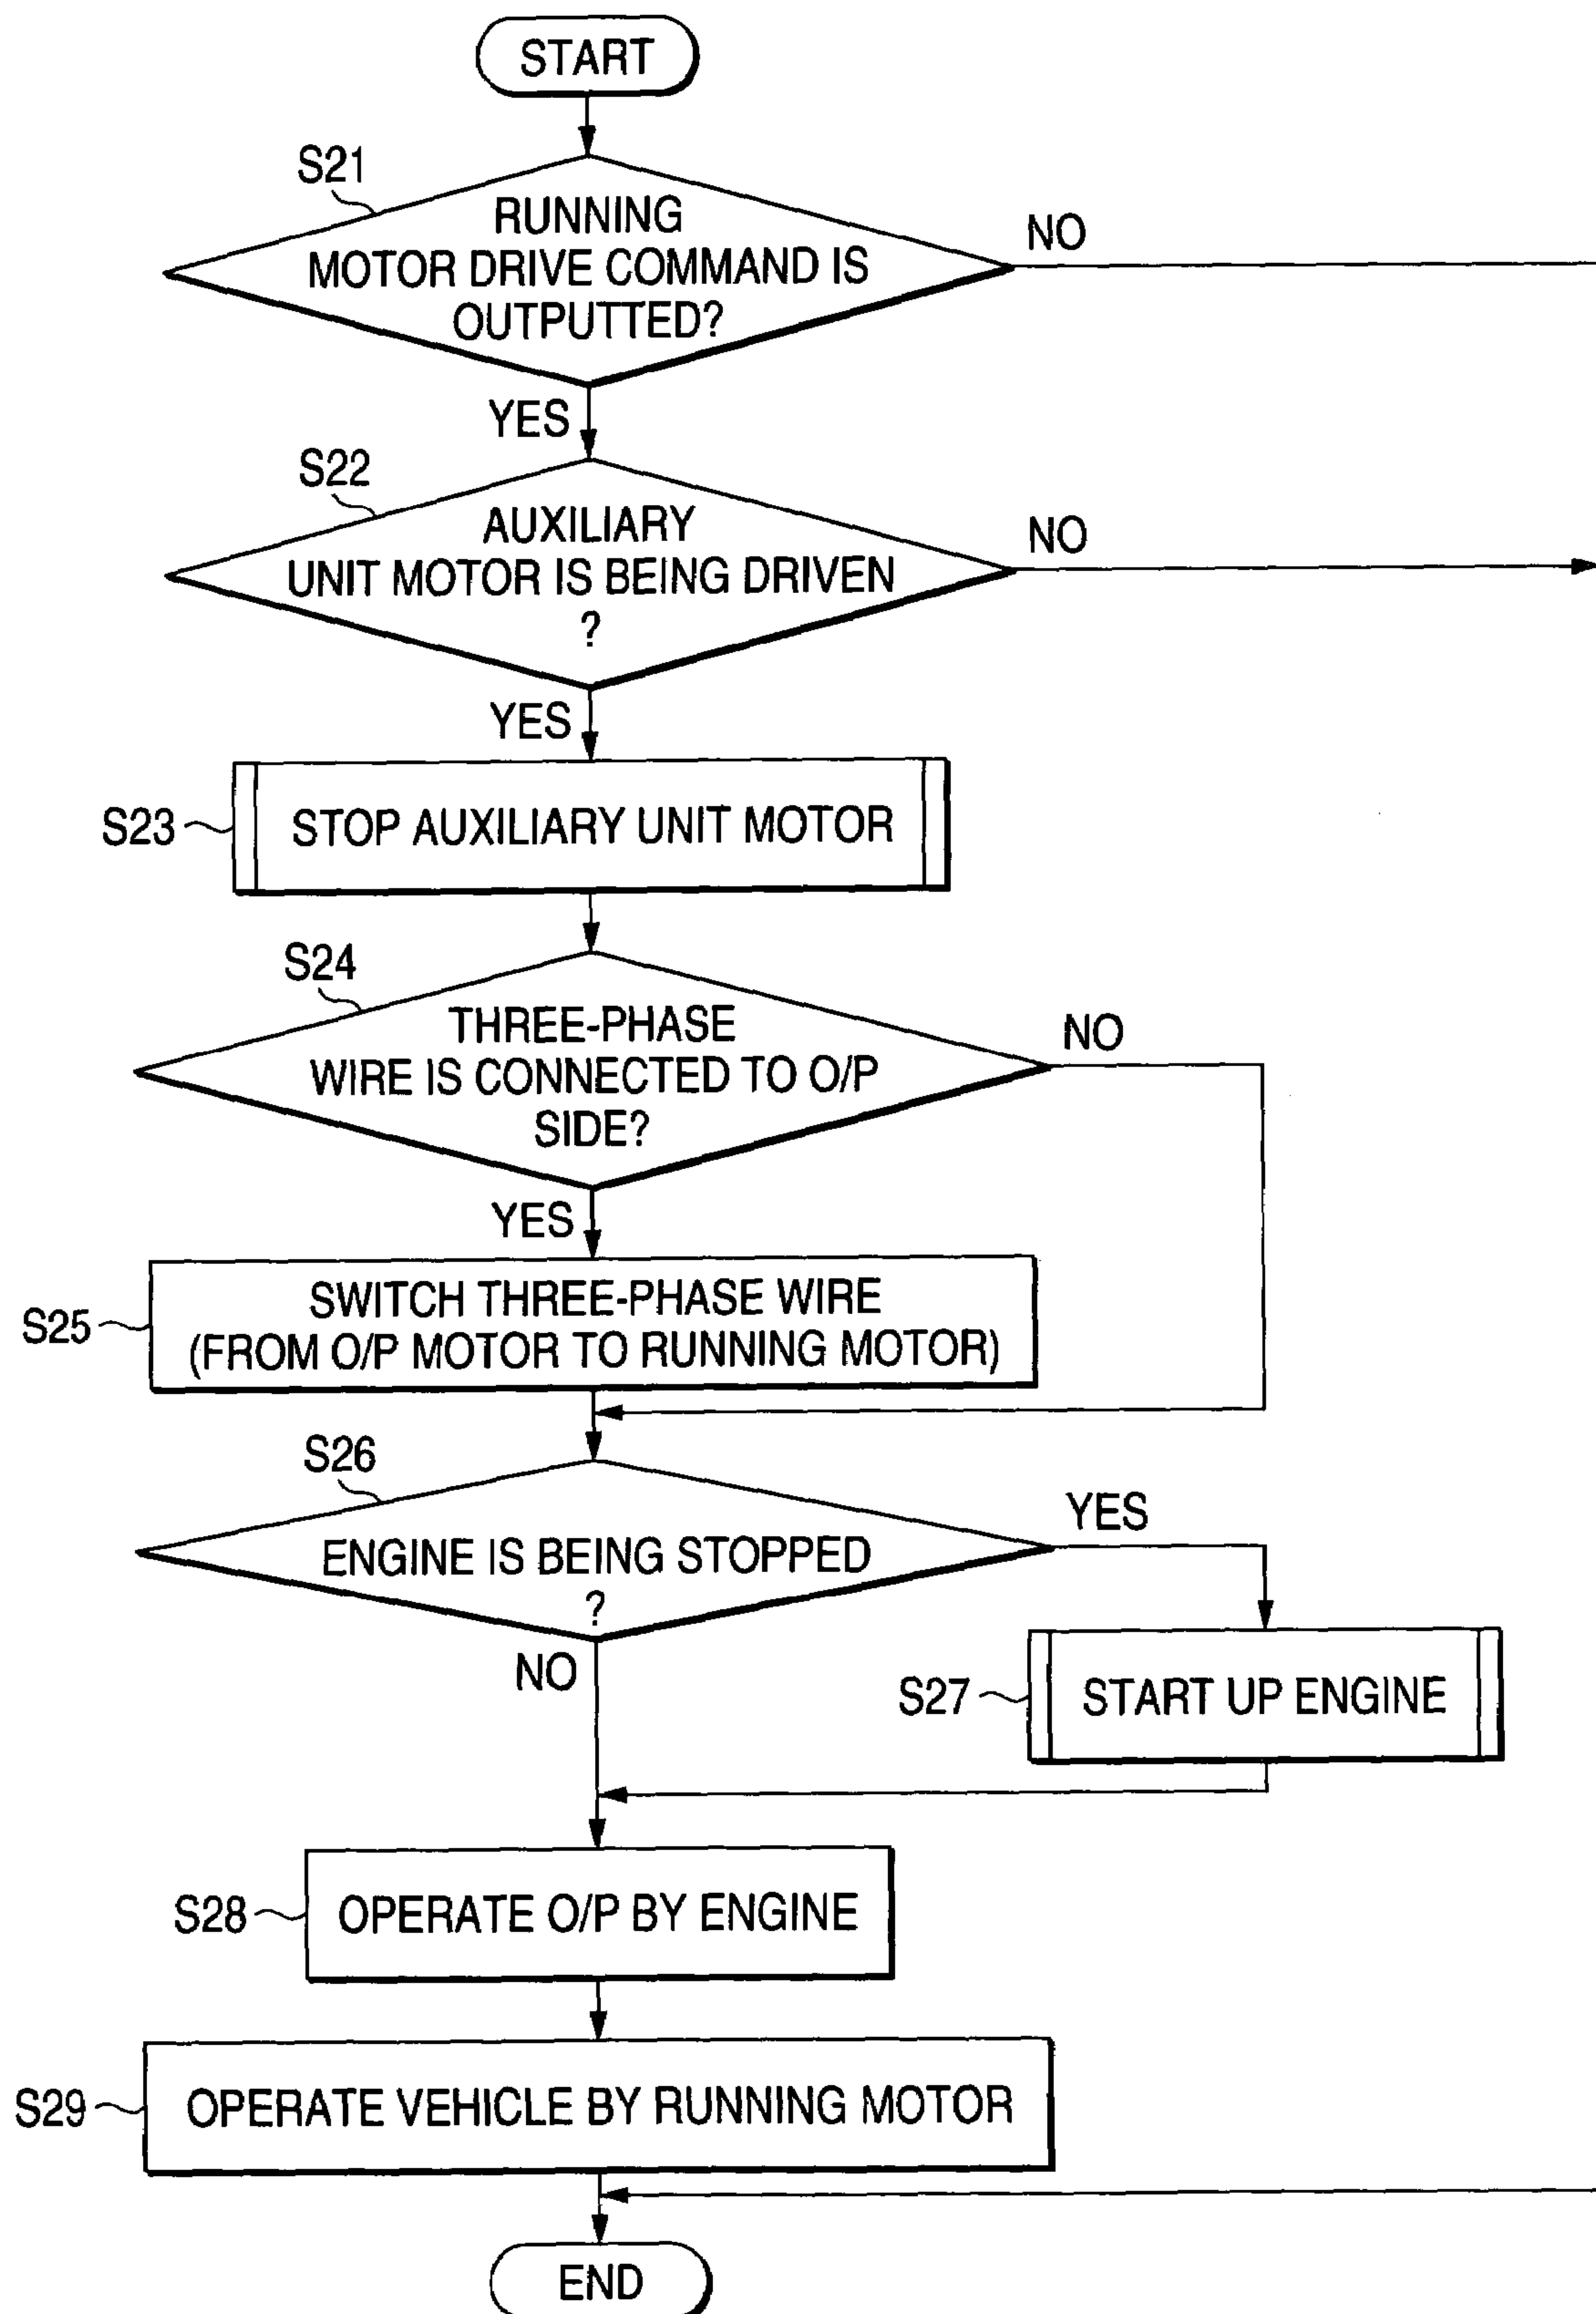 START
S21
RUNNING
MOTOR DRIVE COMMAND IS
OUTPUTTED?
NO
YES
S22
AUXILIARY
UNIT MOTOR IS BEING DRIVEN
?
NO
YES
S23
STOP AUXILIARY UNIT MOTOR
S24
THREE-PHASE
WIRE IS CONNECTED TO O/P
SIDE?
NO
YES
S25
SWITCH THREE-PHASE WIRE
(FROM O/P MOTOR TO RUNNING MOTOR)
S26
ENGINE IS BEING STOPPED
?
YES
NO
S27
START UP ENGINE
S28
OPERATE O/P BY ENGINE
S29
OPERATE VEHICLE BY RUNNING MOTOR
END